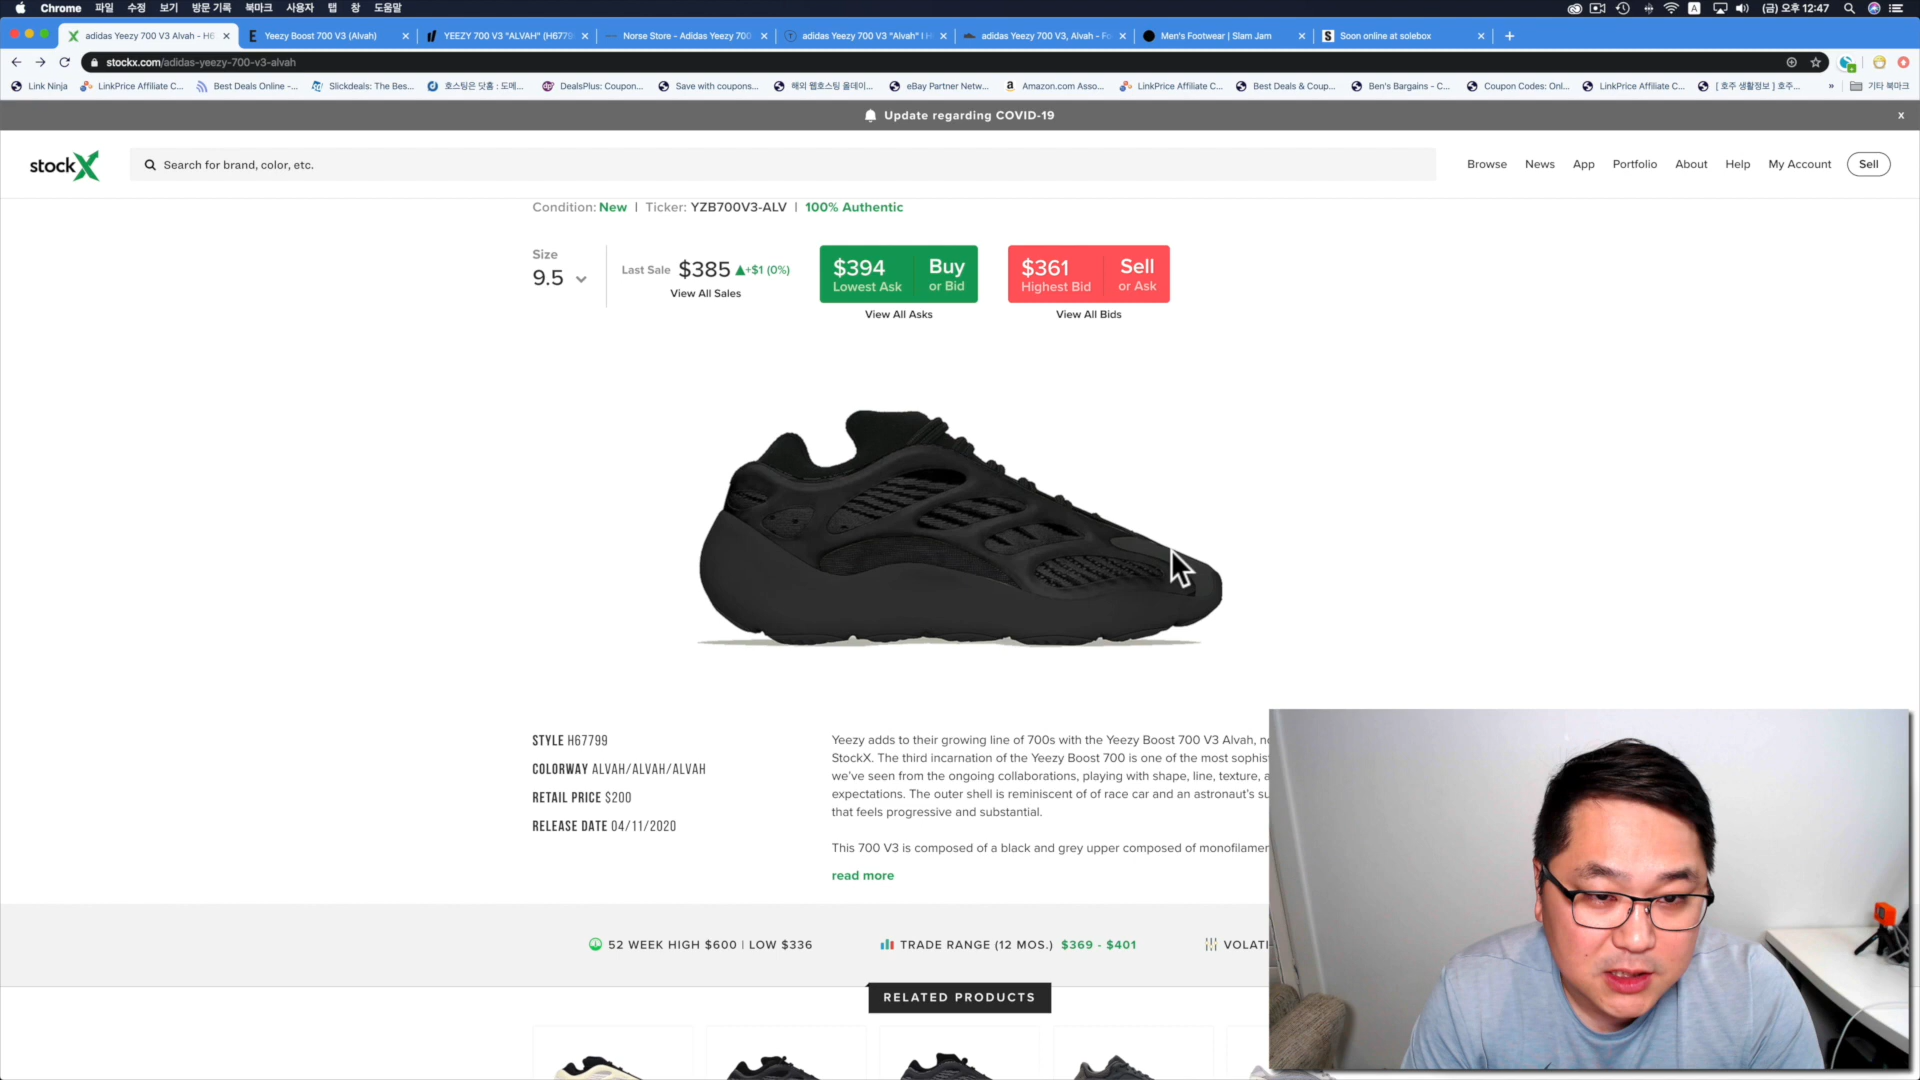 Chrome 파일 수정 보기 방문 기록 북마크 사용자 탭 창 도움말 A (금) 오후 12:47
adidas Yeezy 700 V3 Alvah - H6 Yeezy Boost 700 V3 (Alvah) YEEZY 700 V3 "ALVAH" (H6779 Norse Store - Adidas Yeezy 700 adidas Yeezy 700 V3 "Alvah" | H adidas Yeezy 700 V3, Alvah - Fo Men's Footwear | Slam Jam Soon online at solebox
stockx.com/adidas-yeezy-700-v3-alvah
Link Ninja LinkPrice Affiliate C... Best Deals Online -... Slickdeals: The Bes... 호스팅은 닷홈 : 도메... DealsPlus: Coupon... Save with coupons... 해외 웹호스팅 올데이... eBay Partner Netw... Amazon.com Asso... LinkPrice Affiliate C... Best Deals & Coup... Ben's Bargains - C... Coupon Codes: Onl... LinkPrice Affiliate C... [ 호주 생활정보 ] 호주... » 기타 북마크
Update regarding COVID-19 x
stockX Search for brand, color, etc. Browse News App Portfolio About Help My Account Sell
Condition: New | Ticker: YZB700V3-ALV | 100% Authentic
Size
9.5
Last Sale $385 ▲+$1 (0%)
View All Sales
$394 Buy
Lowest Ask or Bid
View All Asks
$361 Sell
Highest Bid or Ask
View All Bids
STYLE H67799
COLORWAY ALVAH/ALVAH/ALVAH
RETAIL PRICE $200
RELEASE DATE 04/11/2020
Yeezy adds to their growing line of 700s with the Yeezy Boost 700 V3 Alvah, no
StockX. The third incarnation of the Yeezy Boost 700 is one of the most sophist
we've seen from the ongoing collaborations, playing with shape, line, texture, a
expectations. The outer shell is reminiscent of of race car and an astronaut's su
that feels progressive and substantial.
This 700 V3 is composed of a black and grey upper composed of monofilamen
read more
52 WEEK HIGH $600 | LOW $336 TRADE RANGE (12 MOS.) $369 - $401 VOLATI
RELATED PRODUCTS